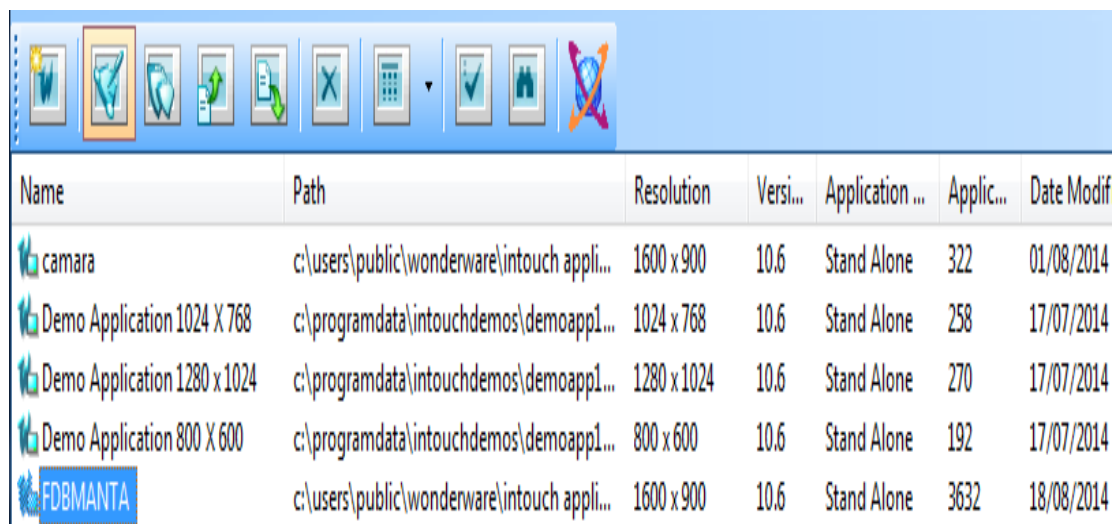 Name Path Resolution Versi... Application ... Applic... Date Modif
camara c:\users\public\wonderware\intouch appli... 1600 x 900 10.6 Stand Alone 322 01/08/2014
Demo Application 1024 X 768 c:\programdata\intouchdemos\demoapp1... 1024 x 768 10.6 Stand Alone 258 17/07/2014
Demo Application 1280 x 1024 c:\programdata\intouchdemos\demoapp1... 1280 x 1024 10.6 Stand Alone 270 17/07/2014
Demo Application 800 X 600 c:\programdata\intouchdemos\demoapp1... 800 x 600 10.6 Stand Alone 192 17/07/2014
FDBMANTA c:\users\public\wonderware\intouch appli... 1600 x 900 10.6 Stand Alone 3632 18/08/2014